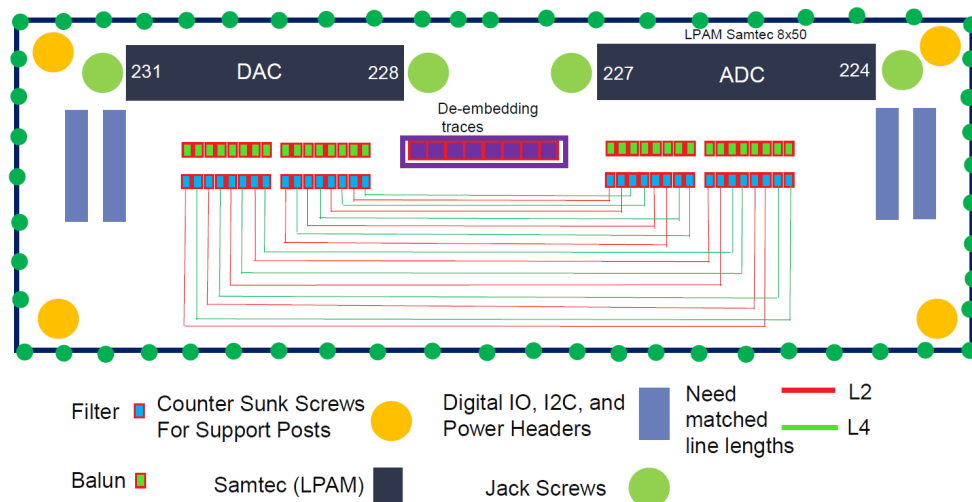 LPAM Samtec 8x50
231 DAC 228
227 ADC 224
De-embedding
traces
Filter
Counter Sunk Screws
For Support Posts
Digital IO, I2C, and
Power Headers
Need
matched
line lengths
L2
L4
Balun
Samtec (LPAM)
Jack Screws